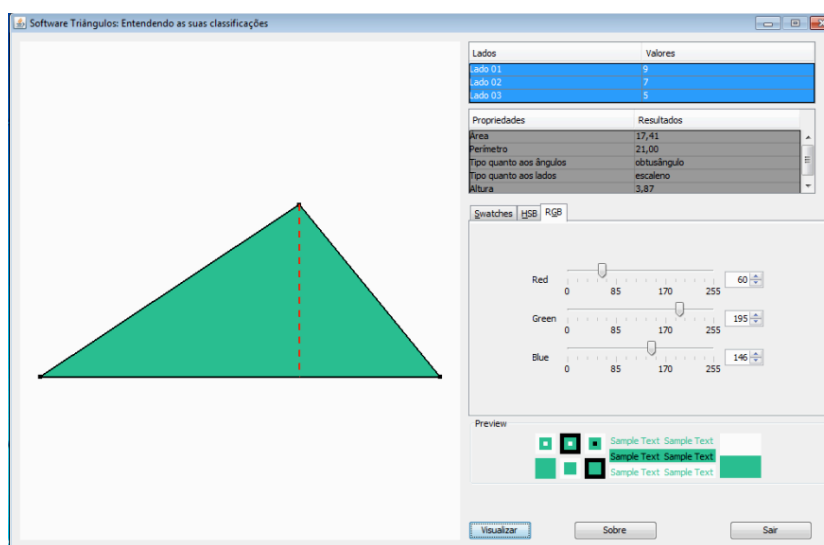 Software Triângulos: Entendendo as suas classificações
Lados Valores
Lado 01 9
Lado 02 7
Lado 03 5
Propriedades Resultados
Área 17,41
Perímetro 21,00
Tipo quanto aos ângulos obtusângulo
Tipo quanto aos lados escaleno
Altura 3,87
Swatches HSB RGB
Red 60
0 85 170 255
Green 195
0 85 170 255
Blue 146
0 85 170 255
Preview
Sample Text Sample Text
Sample Text Sample Text
Sample Text Sample Text
Visualizar Sobre Sair